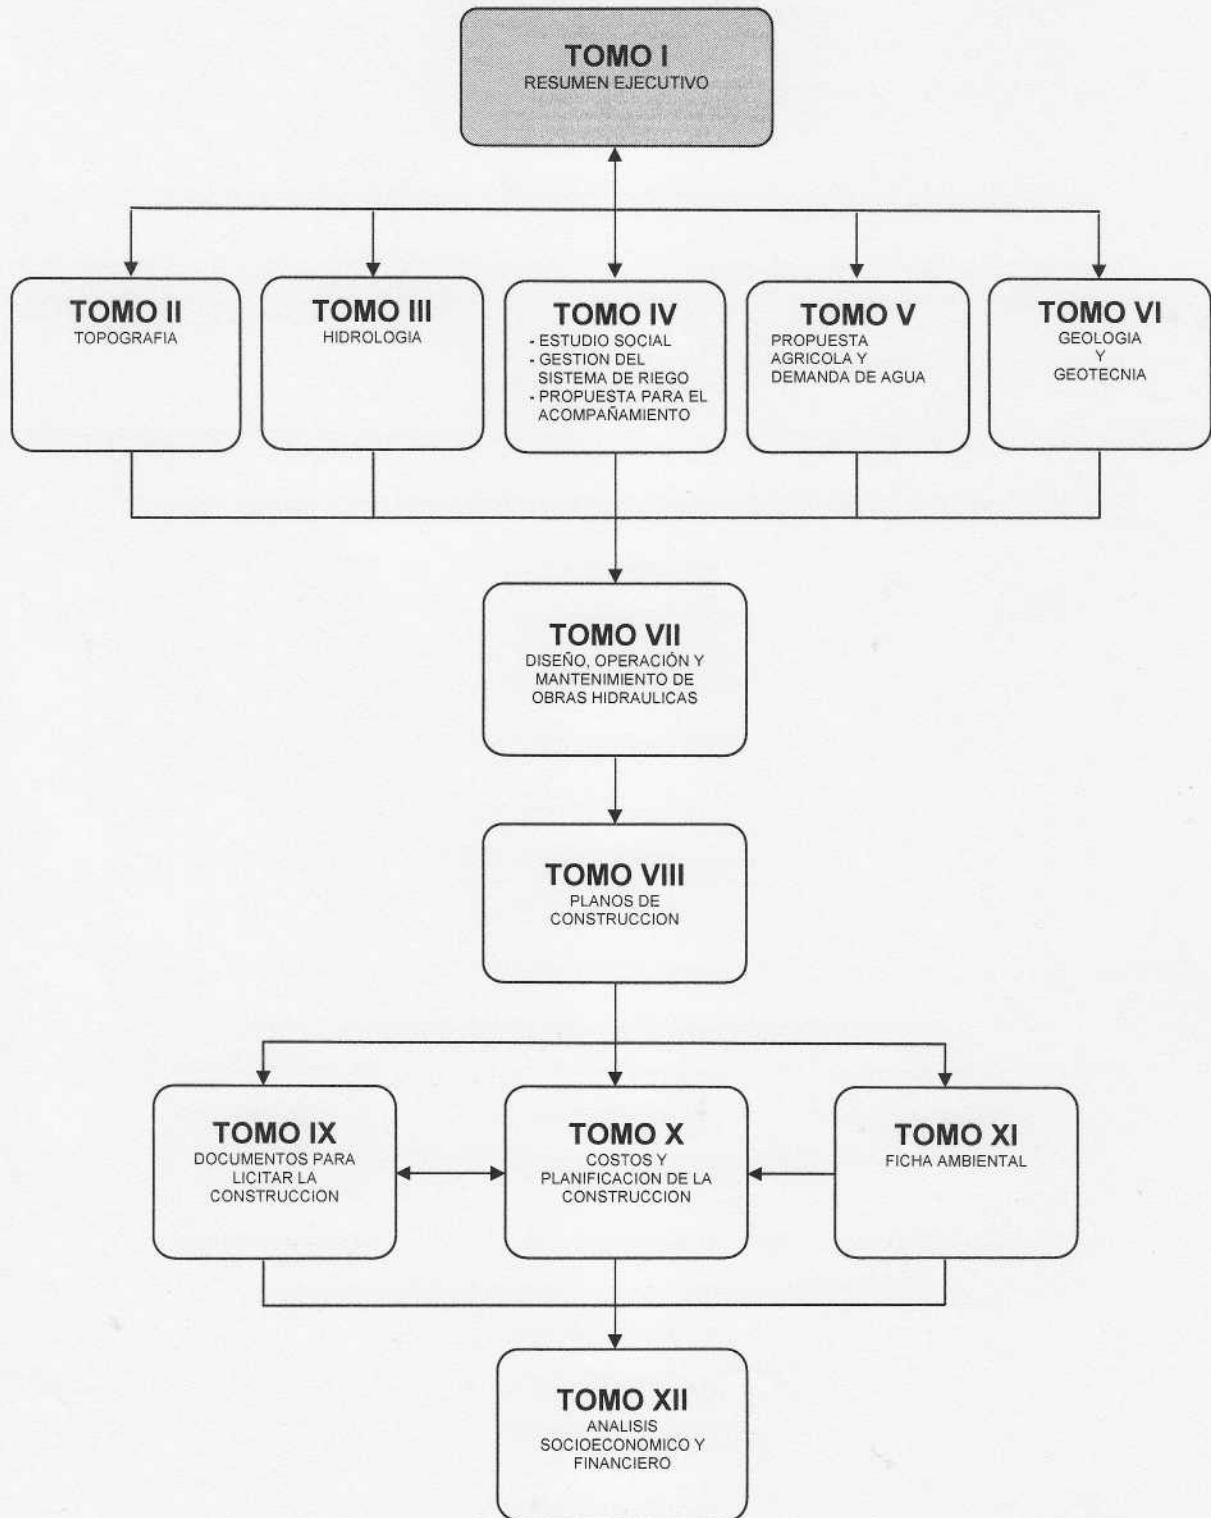 TOMO I
RESUMEN EJECUTIVO
TOMO II
TOPOGRAFIA
TOMO III
HIDROLOGIA
TOMO IV
- ESTUDIO SOCIAL
- GESTION DEL
SISTEMA DE RIEGO
- PROPUESTA PARA EL
ACOMPAÑAMIENTO
TOMO V
PROPUESTA
AGRICOLA Y
DEMANDA DE AGUA
TOMO VI
GEOLOGIA
Y
GEOTECNIA
TOMO VII
DISEÑO, OPERACIÓN Y
MANTENIMIENTO DE
OBRAS HIDRAULICAS
TOMO VIII
PLANOS DE
CONSTRUCCION
TOMO IX
DOCUMENTOS PARA
LICITAR LA
CONSTRUCCION
TOMO X
COSTOS Y
PLANIFICACION DE LA
CONSTRUCCION
TOMO XI
FICHA AMBIENTAL
TOMO XII
ANALISIS
SOCIOECONOMICO Y
FINANCIERO